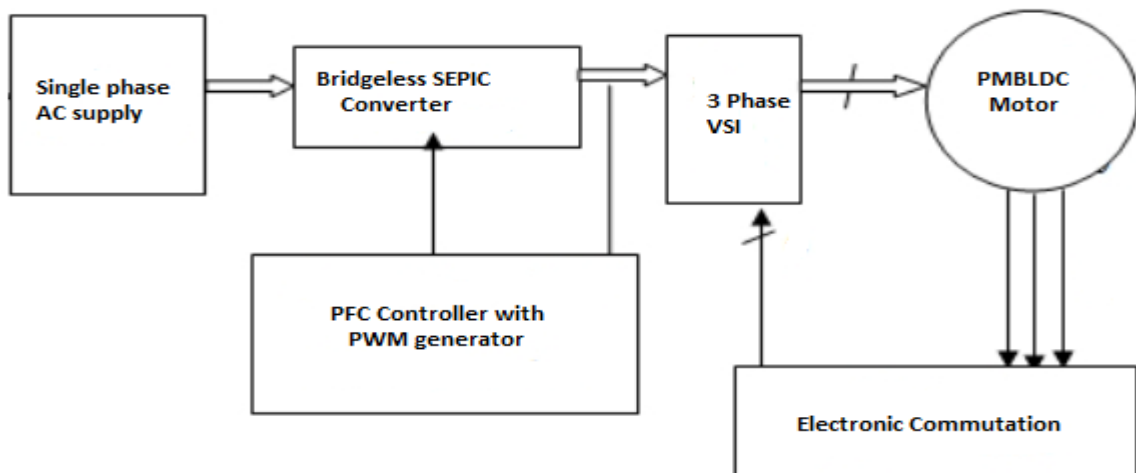 Single phase
AC supply
Bridgeless SEPIC
Converter
3 Phase
VSI
PMBLDC
Motor
PFC Controller with
PWM generator
Electronic Commutation